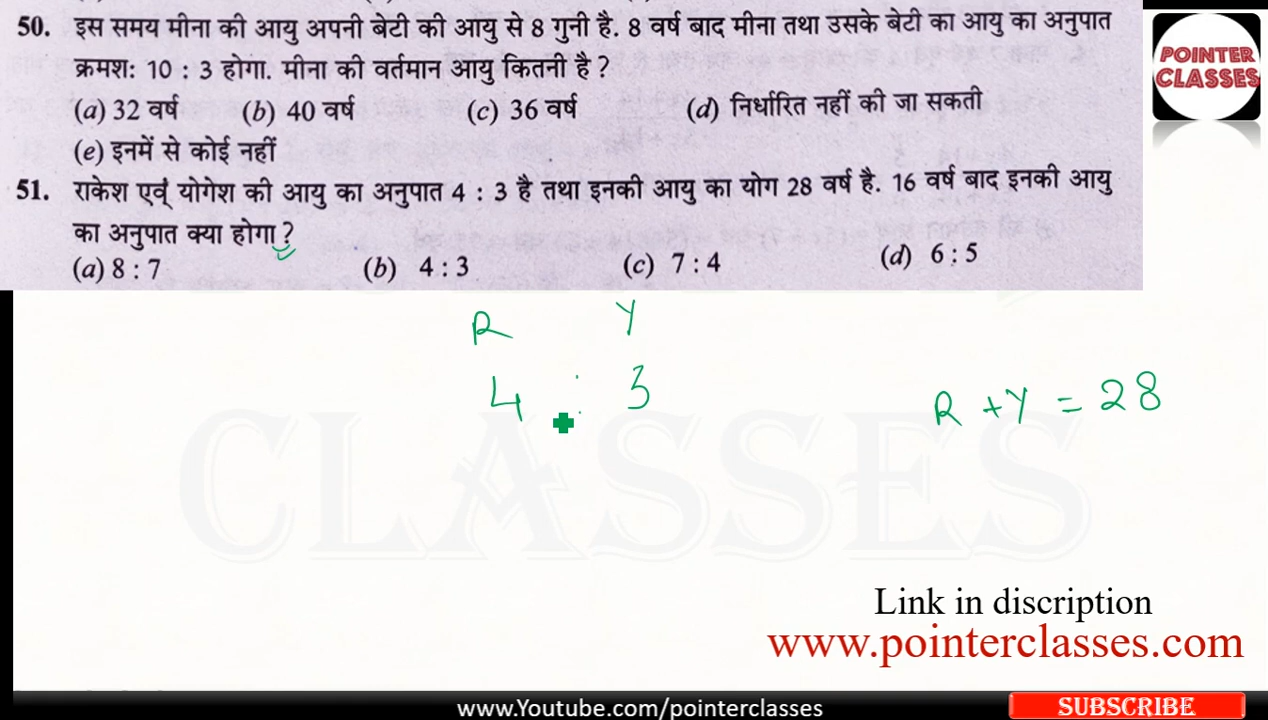 50. इस समय मीना की आयु अपनी बेटी की आयु से 8 गुनी है. 8 वर्ष बाद मीना तथा उसके बेटी का आयु का अनुपात
क्रमश: 10 : 3 होगा. मीना की वर्तमान आयु कितनी है ?
(a) 32 वर्ष (b) 40 वर्ष (c) 36 वर्ष (d) निर्धारित नहीं की जा सकती
(e) इनमें से कोई नहीं
51. राकेश एवं योगेश की आयु का अनुपात 4 : 3 है तथा इनकी आयु का योग 28 वर्ष है. 16 वर्ष बाद इनकी आयु
का अनुपात क्या होगा ?
(a) 8 : 7 (b) 4 : 3 (c) 7 : 4 (d) 6 : 5
POINTER
CLASSES
R Y
4 : 3
R + Y = 28
CLASSES
Link in discription
www.pointerclasses.com
www.Youtube.com/pointerclasses
SUBSCRIBE